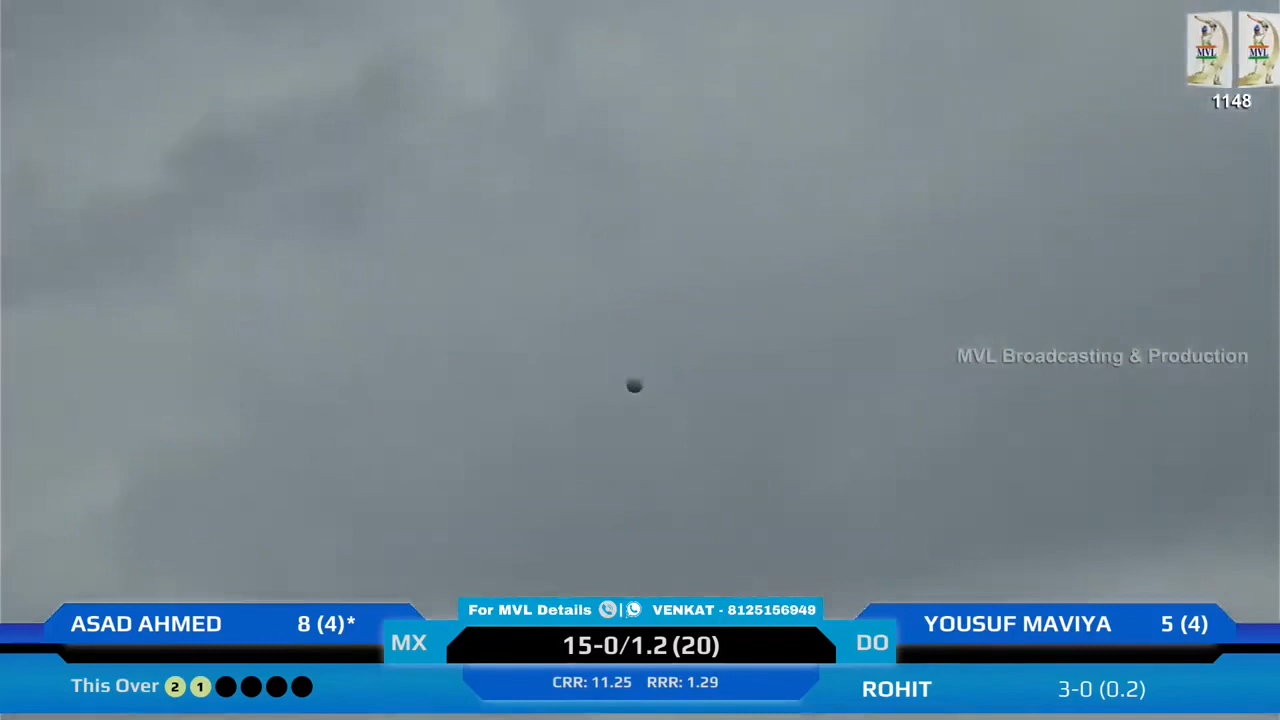 MVL MVL
1148
MVL Broadcasting & Production
For MVL Details | VENKAT - 8125156949
ASAD AHMED 8 (4)*
MX 15-0/1.2 (20) DO
YOUSUF MAVIYA 5 (4)
This Over 2 1
CRR: 11.25 RRR: 1.29
ROHIT 3-0 (0.2)